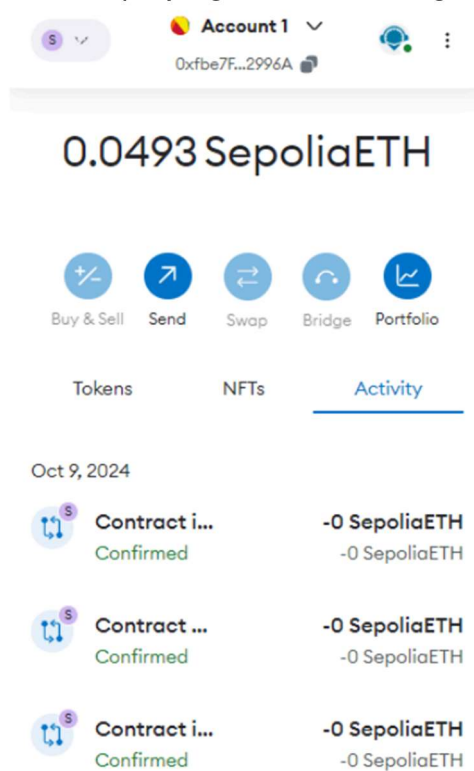 S
Account 1
0xfbe7F...2996A
0.0493 SepoliaETH
Buy & Sell Send Swap Bridge Portfolio
Tokens NFTs Activity
Oct 9, 2024
S
Contract i... -0 SepoliaETH
Confirmed -0 SepoliaETH
S
Contract ... -0 SepoliaETH
Confirmed -0 SepoliaETH
S
Contract i... -0 SepoliaETH
Confirmed -0 SepoliaETH